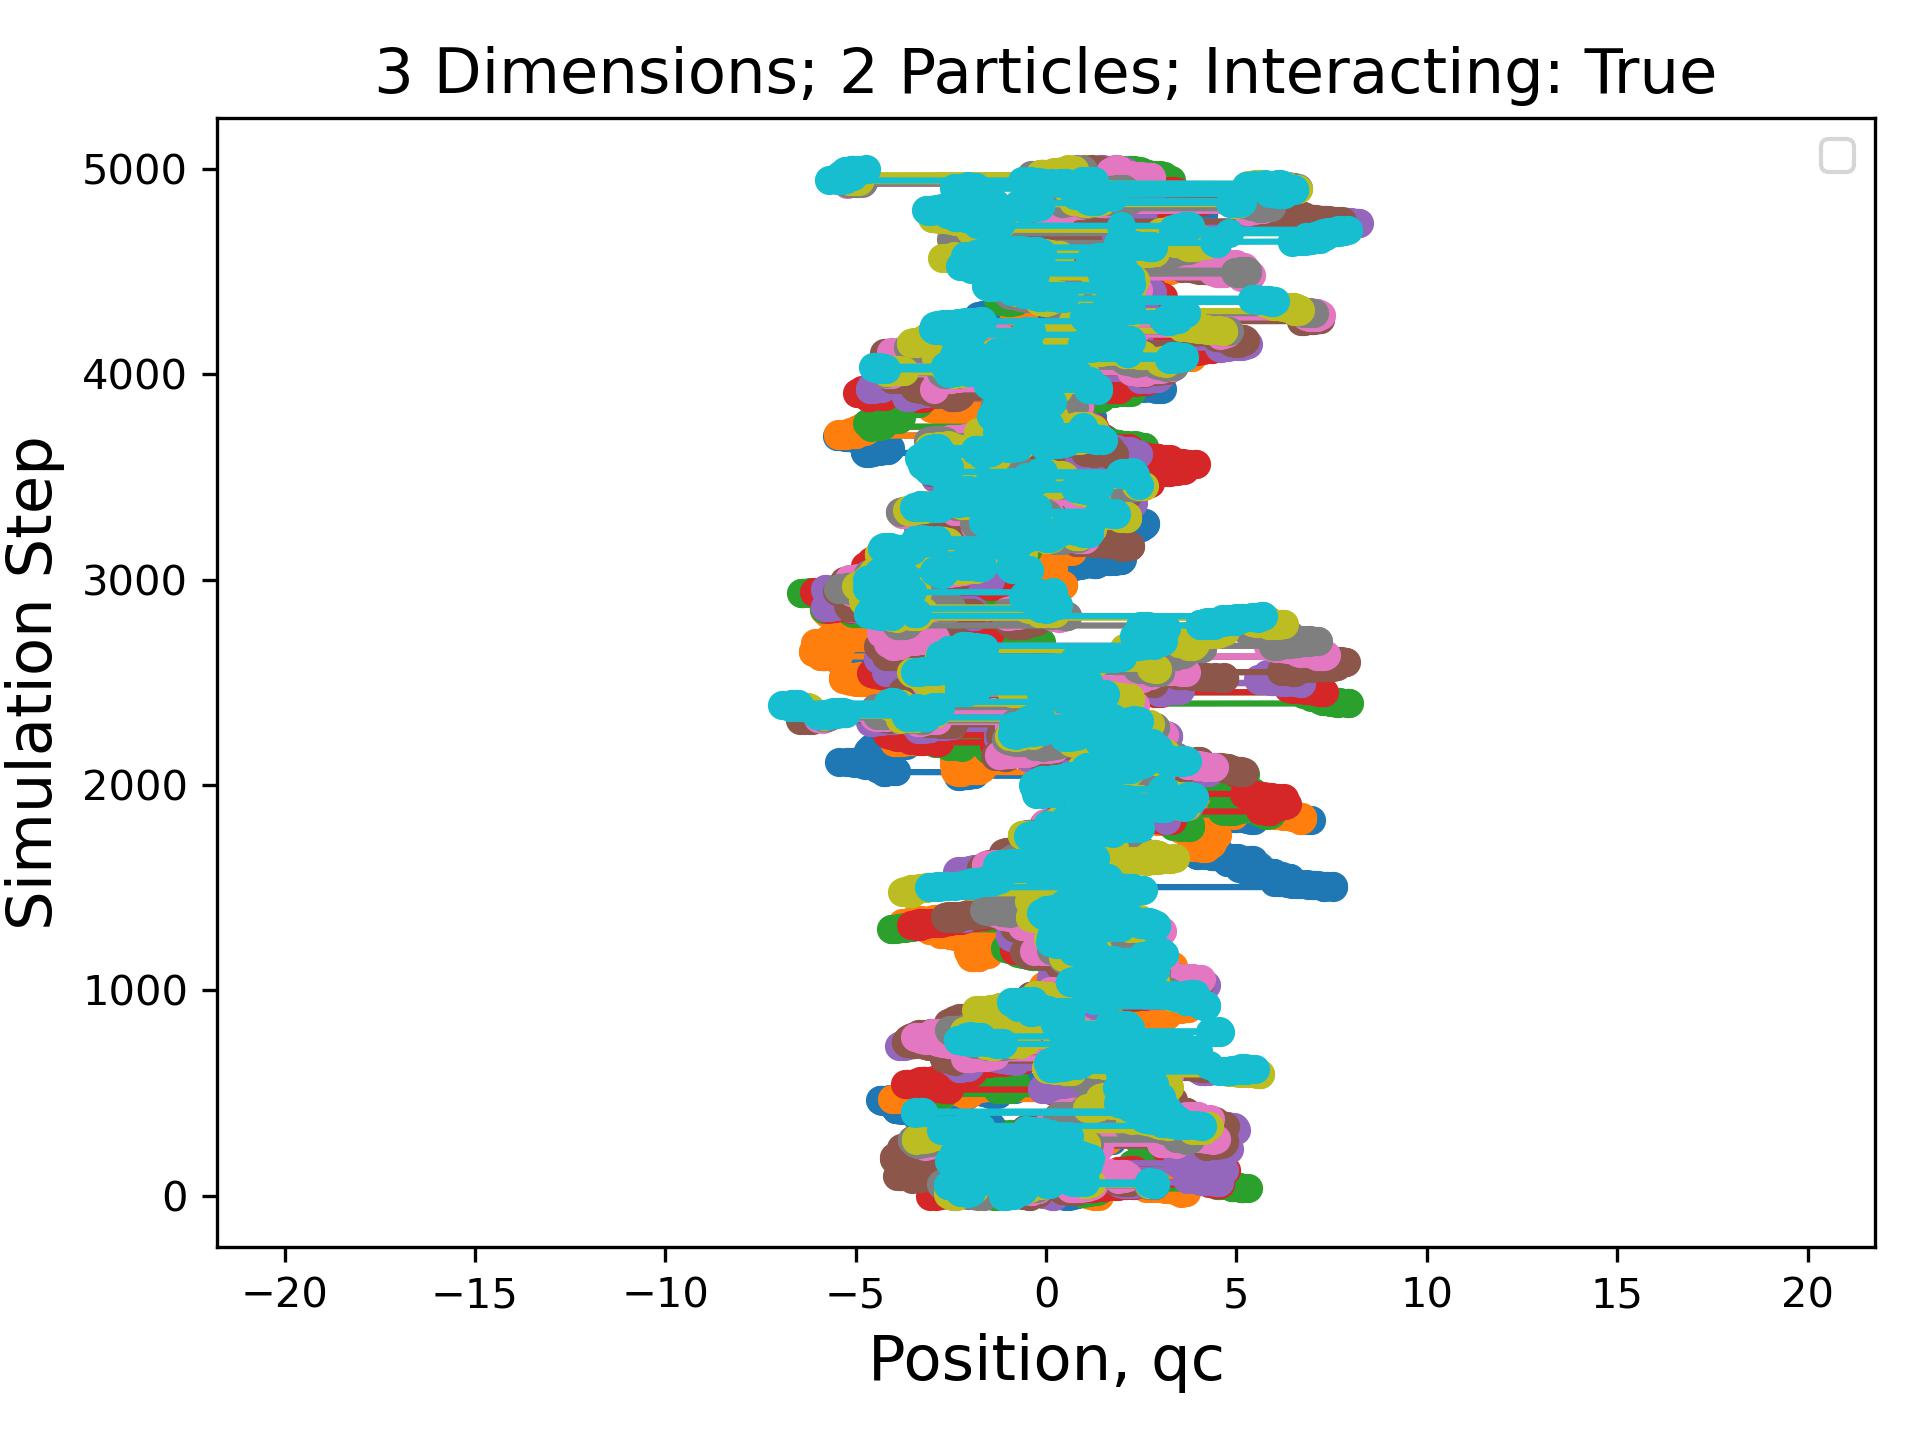 3 Dimensions; 2 Particles; Interacting: True
Simulation Step
5000
4000
3000
2000
1000
0
−20 −15 −10 −5 0 5 10 15 20
Position, qc